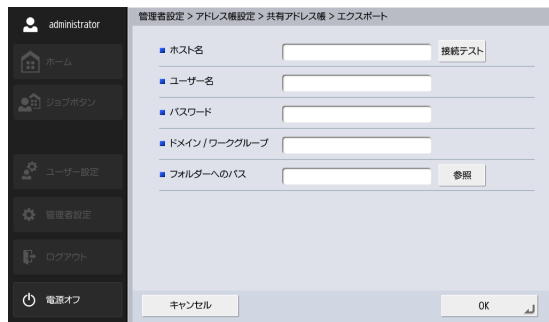 administrator
ホーム
ジョブボタン
ユーザー設定
管理者設定
ログアウト
電源オフ
管理者設定 > アドレス帳設定 > 共有アドレス帳 > エクスポート
ホスト名
接続テスト
ユーザー名
パスワード
ドメイン / ワークグループ
フォルダーへのパス
参照
キャンセル
OK